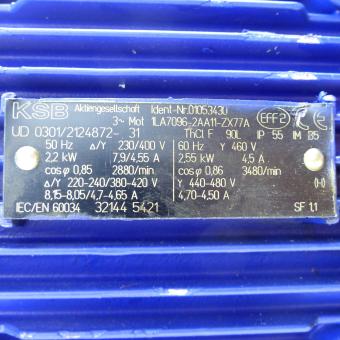 KSB Aktiengesellschaft Ident-Nr.01053430
3~ Mot 1LA7096-2AA11-ZX77A EFF2 CE
UD 0301/2124872-31 ThCl.F 90L IP 55 IM B5
50 Hz Δ/Y 230/400 V 60 Hz Y 460 V
2,2 kW 7,9/4,55 A 2,55 kW 4,5 A
cosφ 0,85 2880/min cosφ 0,86 3480/min
Δ/Y 220-240/380-420 V Y 440-480 V
8,15-8,05/4,7-4,65 A 4,70-4,50 A
IEC/EN 60034 32144 5421 SF 1.1